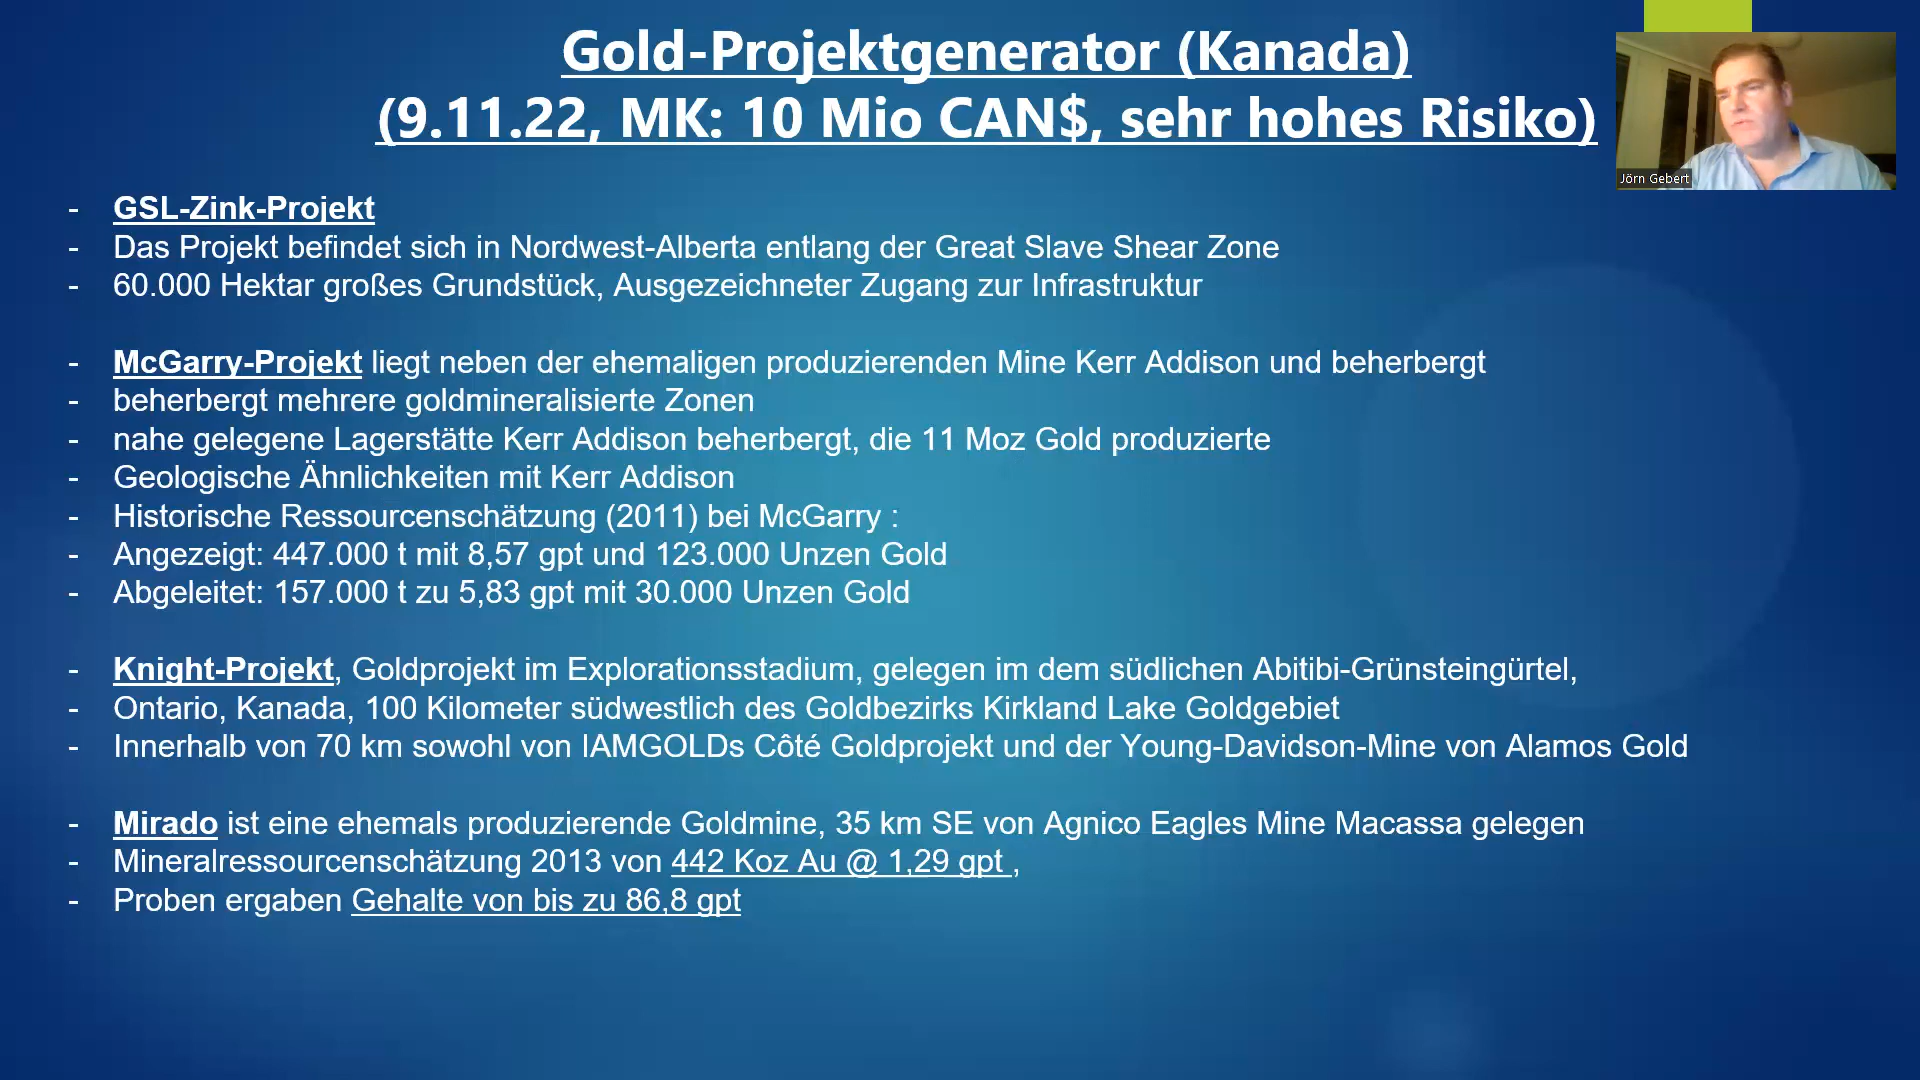 Gold-Projektgenerator (Kanada)
(9.11.22, MK: 10 Mio CAN$, sehr hohes Risiko)
Jörn Gebert
- GSL-Zink-Projekt
- Das Projekt befindet sich in Nordwest-Alberta entlang der Great Slave Shear Zone
- 60.000 Hektar großes Grundstück, Ausgezeichneter Zugang zur Infrastruktur
- McGarry-Projekt liegt neben der ehemaligen produzierenden Mine Kerr Addison und beherbergt
- beherbergt mehrere goldmineralisierte Zonen
- nahe gelegene Lagerstätte Kerr Addison beherbergt, die 11 Moz Gold produzierte
- Geologische Ähnlichkeiten mit Kerr Addison
- Historische Ressourcenschätzung (2011) bei McGarry :
- Angezeigt: 447.000 t mit 8,57 gpt und 123.000 Unzen Gold
- Abgeleitet: 157.000 t zu 5,83 gpt mit 30.000 Unzen Gold
- Knight-Projekt, Goldprojekt im Explorationsstadium, gelegen im dem südlichen Abitibi-Grünsteingürtel,
- Ontario, Kanada, 100 Kilometer südwestlich des Goldbezirks Kirkland Lake Goldgebiet
- Innerhalb von 70 km sowohl von IAMGOLDs Côté Goldprojekt und der Young-Davidson-Mine von Alamos Gold
- Mirado ist eine ehemals produzierende Goldmine, 35 km SE von Agnico Eagles Mine Macassa gelegen
- Mineralressourcenschätzung 2013 von 442 Koz Au @ 1,29 gpt ,
- Proben ergaben Gehalte von bis zu 86,8 gpt